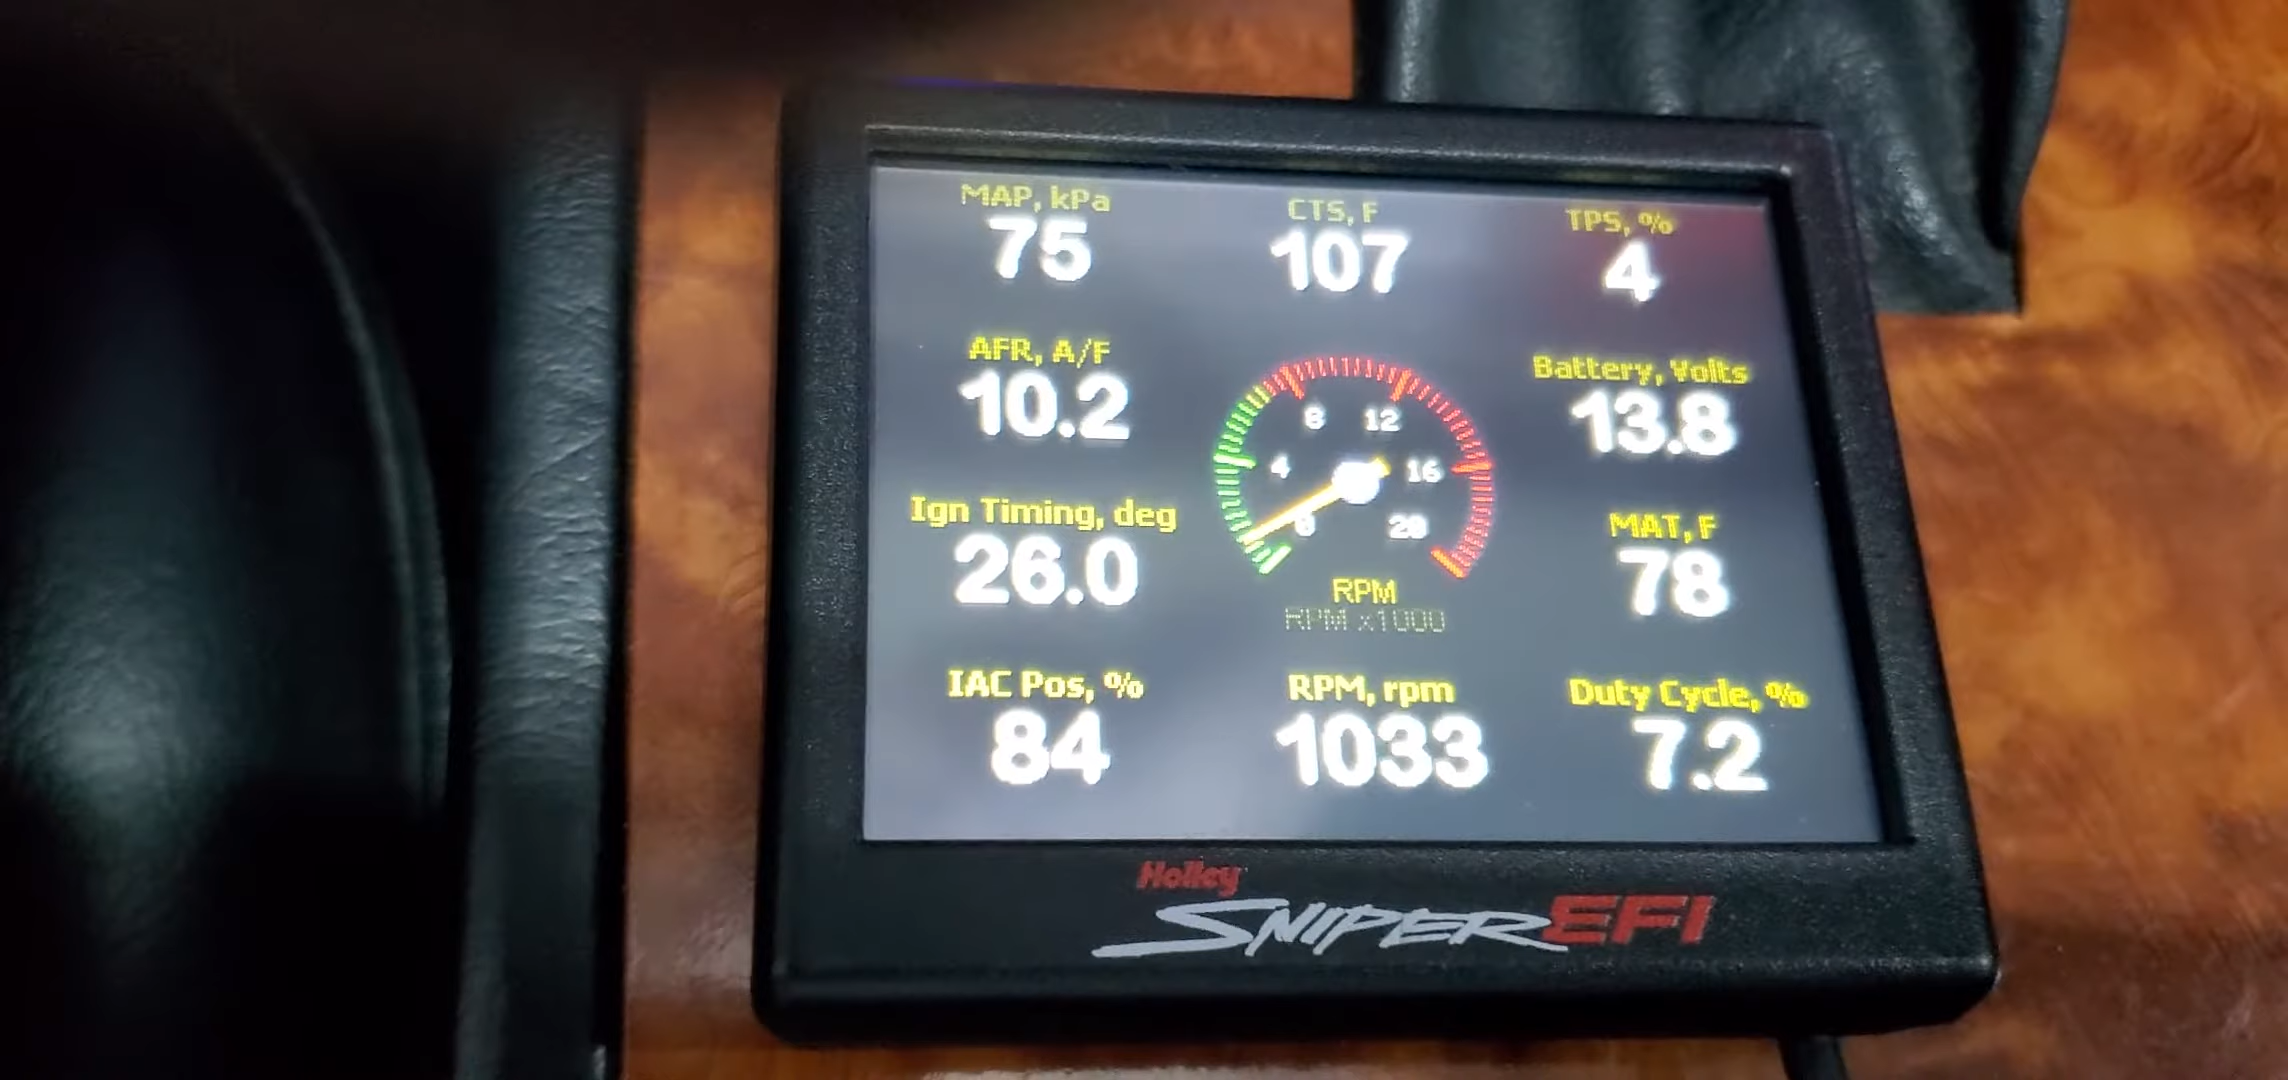 MAP, kPa
75
CTS, F
107
TPS, %
4
AFR, A/F
10.2
Battery, Volts
13.8
Ign Timing, deg
26.0
0
4
8
12
16
20
RPM
RPM x1000
MAT, F
78
IAC Pos, %
84
RPM, rpm
1033
Duty Cycle, %
7.2
Holley
SNIPER EFI